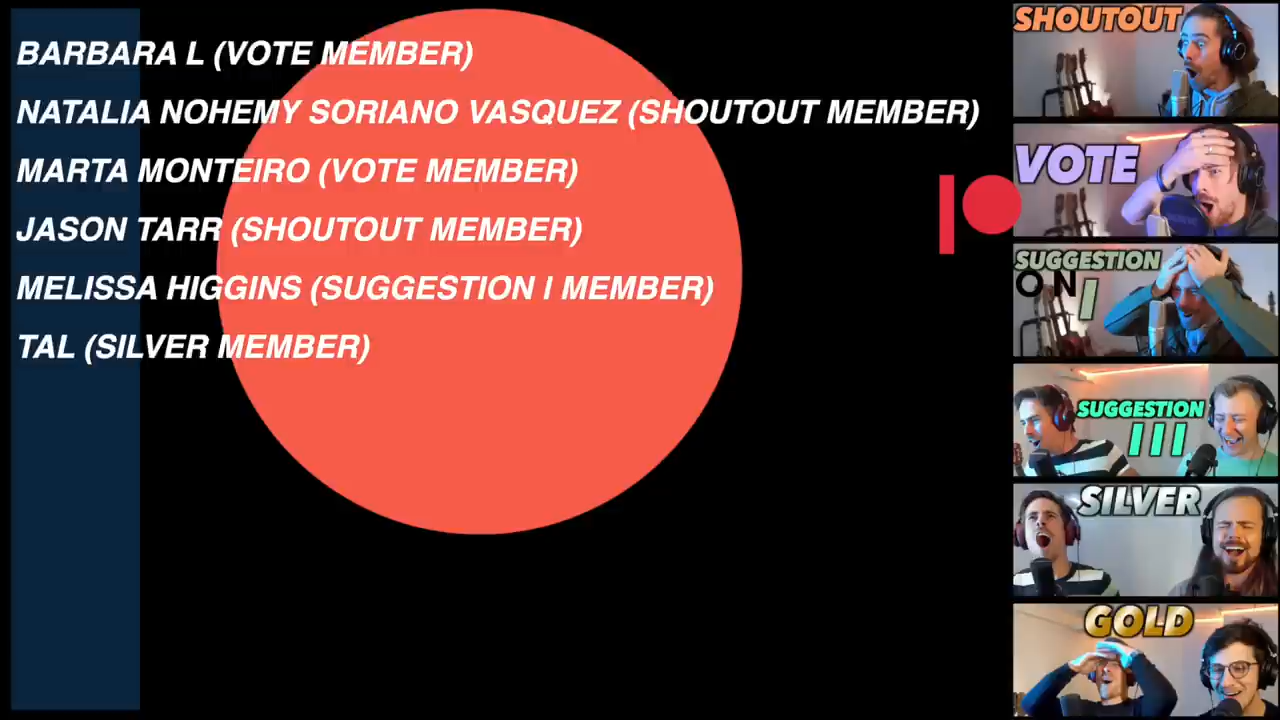 BARBARA L (VOTE MEMBER)
NATALIA NOHEMY SORIANO VASQUEZ (SHOUTOUT MEMBER)
MARTA MONTEIRO (VOTE MEMBER)
JASON TARR (SHOUTOUT MEMBER)
MELISSA HIGGINS (SUGGESTION I MEMBER)
TAL (SILVER MEMBER)
SHOUTOUT
VOTE
SUGGESTION
ON
I
SUGGESTION
III
SILVER
GOLD